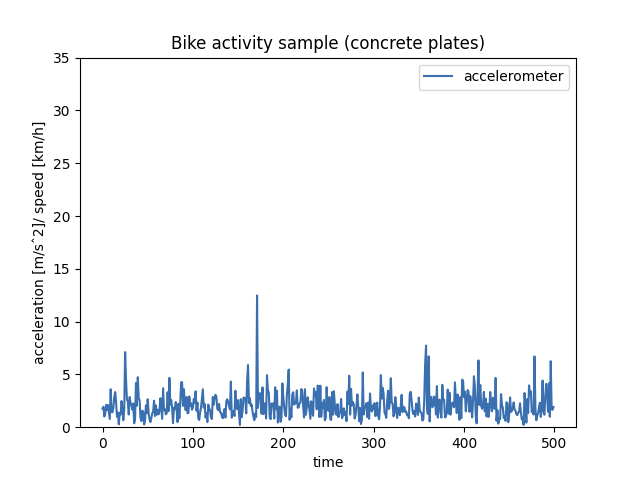 Bike activity sample (concrete plates)
accelerometer
acceleration [m/sˆ2]/ speed [km/h]
35
30
25
20
15
10
5
0
0 100 200 300 400 500
time